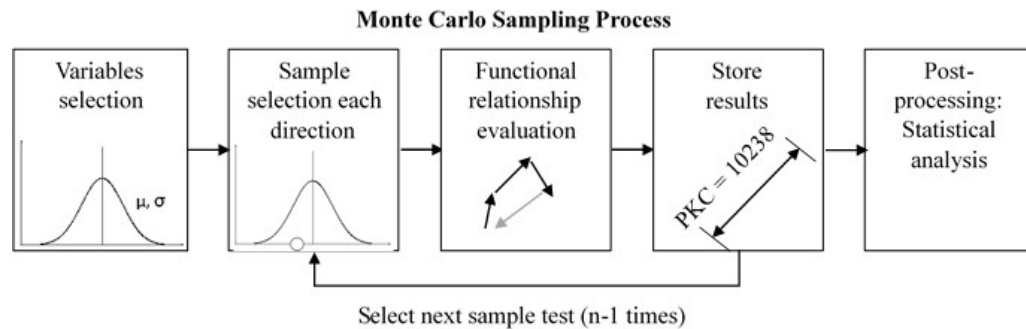 Monte Carlo Sampling Process
Variables
selection
μ, σ
Sample
selection each
direction
Functional
relationship
evaluation
Store
results
PKC = 10238
Post-
processing:
Statistical
analysis
Select next sample test (n-1 times)